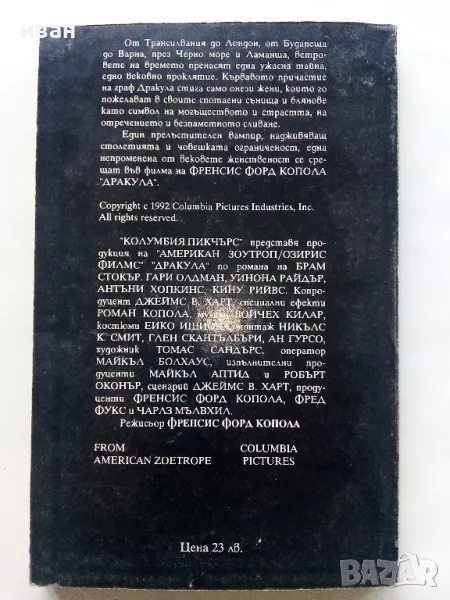 иван
От Трансилвания до Лондон, от Будапеща
до Варна, през Черно море и Ламаниа, ветро-
вете на времето пренасят една ужасна тайна,
едно вековно проклятие. Кървавото причастие
на граф Дракула стига само онези жени, които го
пожелават в своите спотаени сънища и блянове
като символ на могъществото и страстта, на
отречението и безпаметното сливане.
Един прелъстителен вампир, надживяващ
столетията и човешката ограниченост, една
непроменена от вековете женственост се сре-
щат във филма на ФРЕНСИС ФОРД КОПОЛА
"ДРАКУЛА".
Copyright c 1992 Columbia Pictures Industries, Inc.
All rights reserved.
"КОЛУМБИЯ ПИКЧЪРС" представя про-
дукция на "АМЕРИКАН ЗОУТРОП/ОЗИРИС
ФИЛМС" "ДРАКУЛА" по романа на БРАМ
СТОКЪР. ГАРИ ОЛДМАН, УИНОНА РАЙДЪР,
АНТЪНИ ХОПКИНС, КИНУ РИЙВС. Копро-
дуцент ДЖЕЙМС В. ХАРТ, специални ефекти
РОМАН КОПОЛА, музика ВОЙЧЕХ КИЛАР,
костюми ЕИКО ИШИОКА, монтаж НИКЪЛС
К. СМИТ, ГЛЕН СКАНТЪЛБЪРИ, АН ГУРСО,
художник ТОМАС САНДЪРС, оператор
МАЙКЪЛ БОЛХАУС, изпълнителни про-
дуценти МАЙКЪЛ АПТИД и РОБЪРТ
ОКОНЪР, сценарий ДЖЕЙМС В. ХАРТ, проду-
центи ФРЕНСИС ФОРД КОПОЛА, ФРЕД
ФУКС и ЧАРЛЗ МЪЛВХИЛ.
Режисьор ФРЕНСИС ФОРД КОПОЛА
FROM COLUMBIA
AMERICAN ZOETROPE PICTURES
Цена 23 лв.
BAZAR.bg